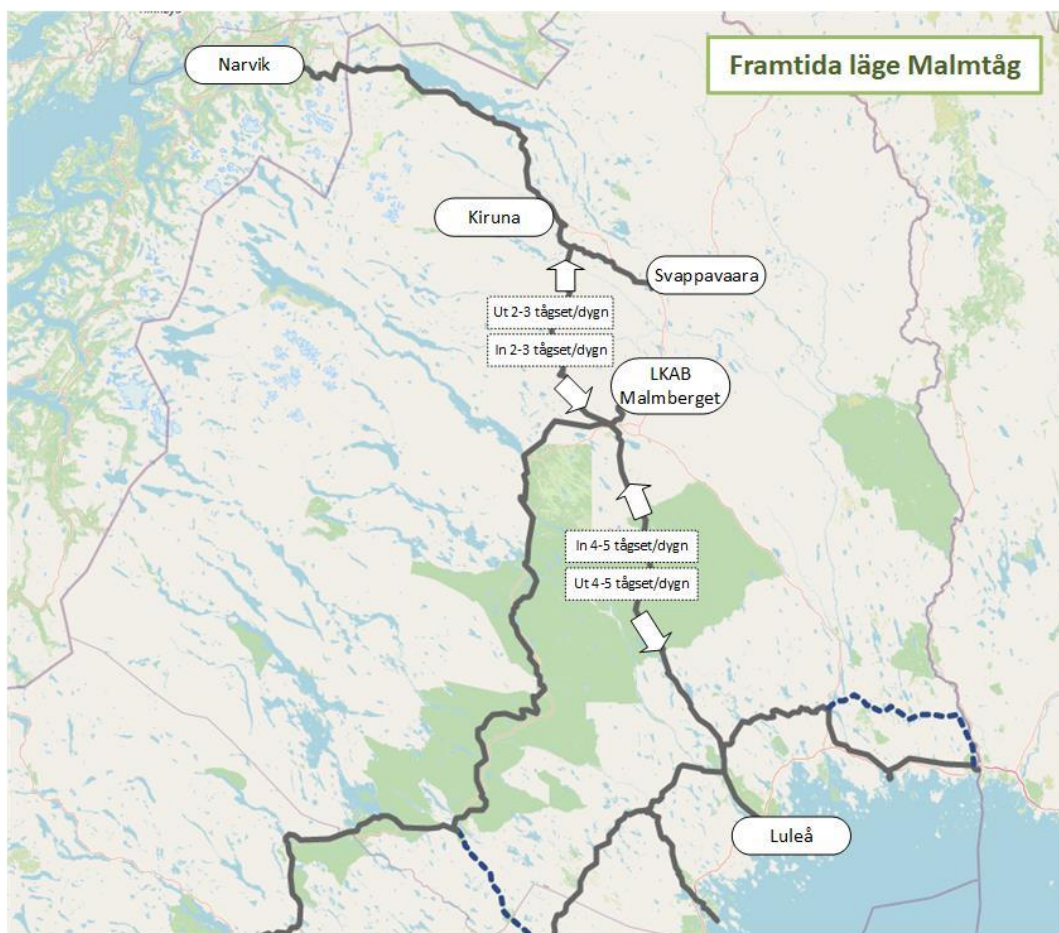 Framtida läge Malmtåg
Narvik
Kiruna
Svappavaara
Ut 2-3 tågset/dygn
In 2-3 tågset/dygn
LKAB
Malmberget
In 4-5 tågset/dygn
Ut 4-5 tågset/dygn
Luleå